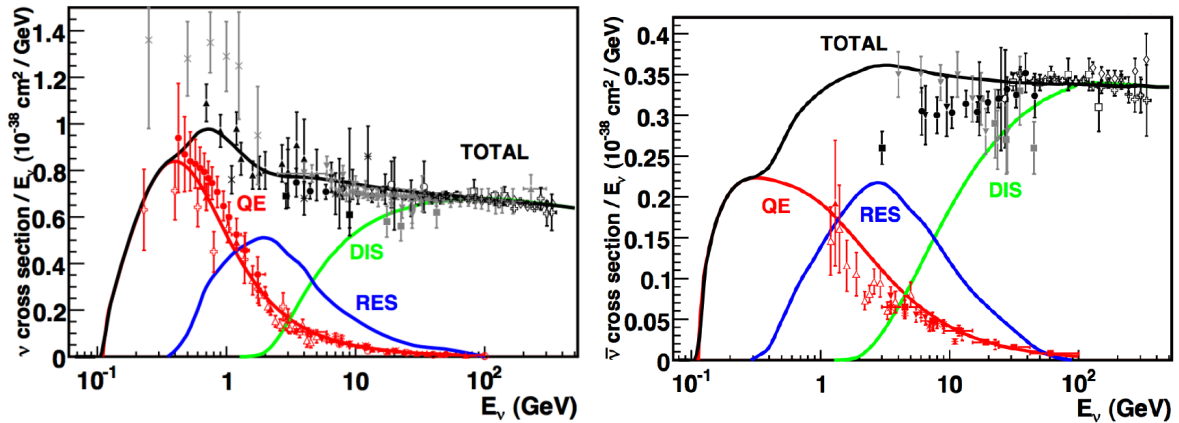 ν cross section / Eν (10⁻³⁸ cm² / GeV)
1.4
1.2
1
0.8
0.6
0.4
0.2
0
TOTAL
QE
DIS
RES
10⁻¹
1
10
10²
Eν (GeV)
ν̅ cross section / Eν (10⁻³⁸ cm² / GeV)
0.4
0.35
0.3
0.25
0.2
0.15
0.1
0.05
0
TOTAL
QE
RES
DIS
10⁻¹
1
10
10²
Eν (GeV)